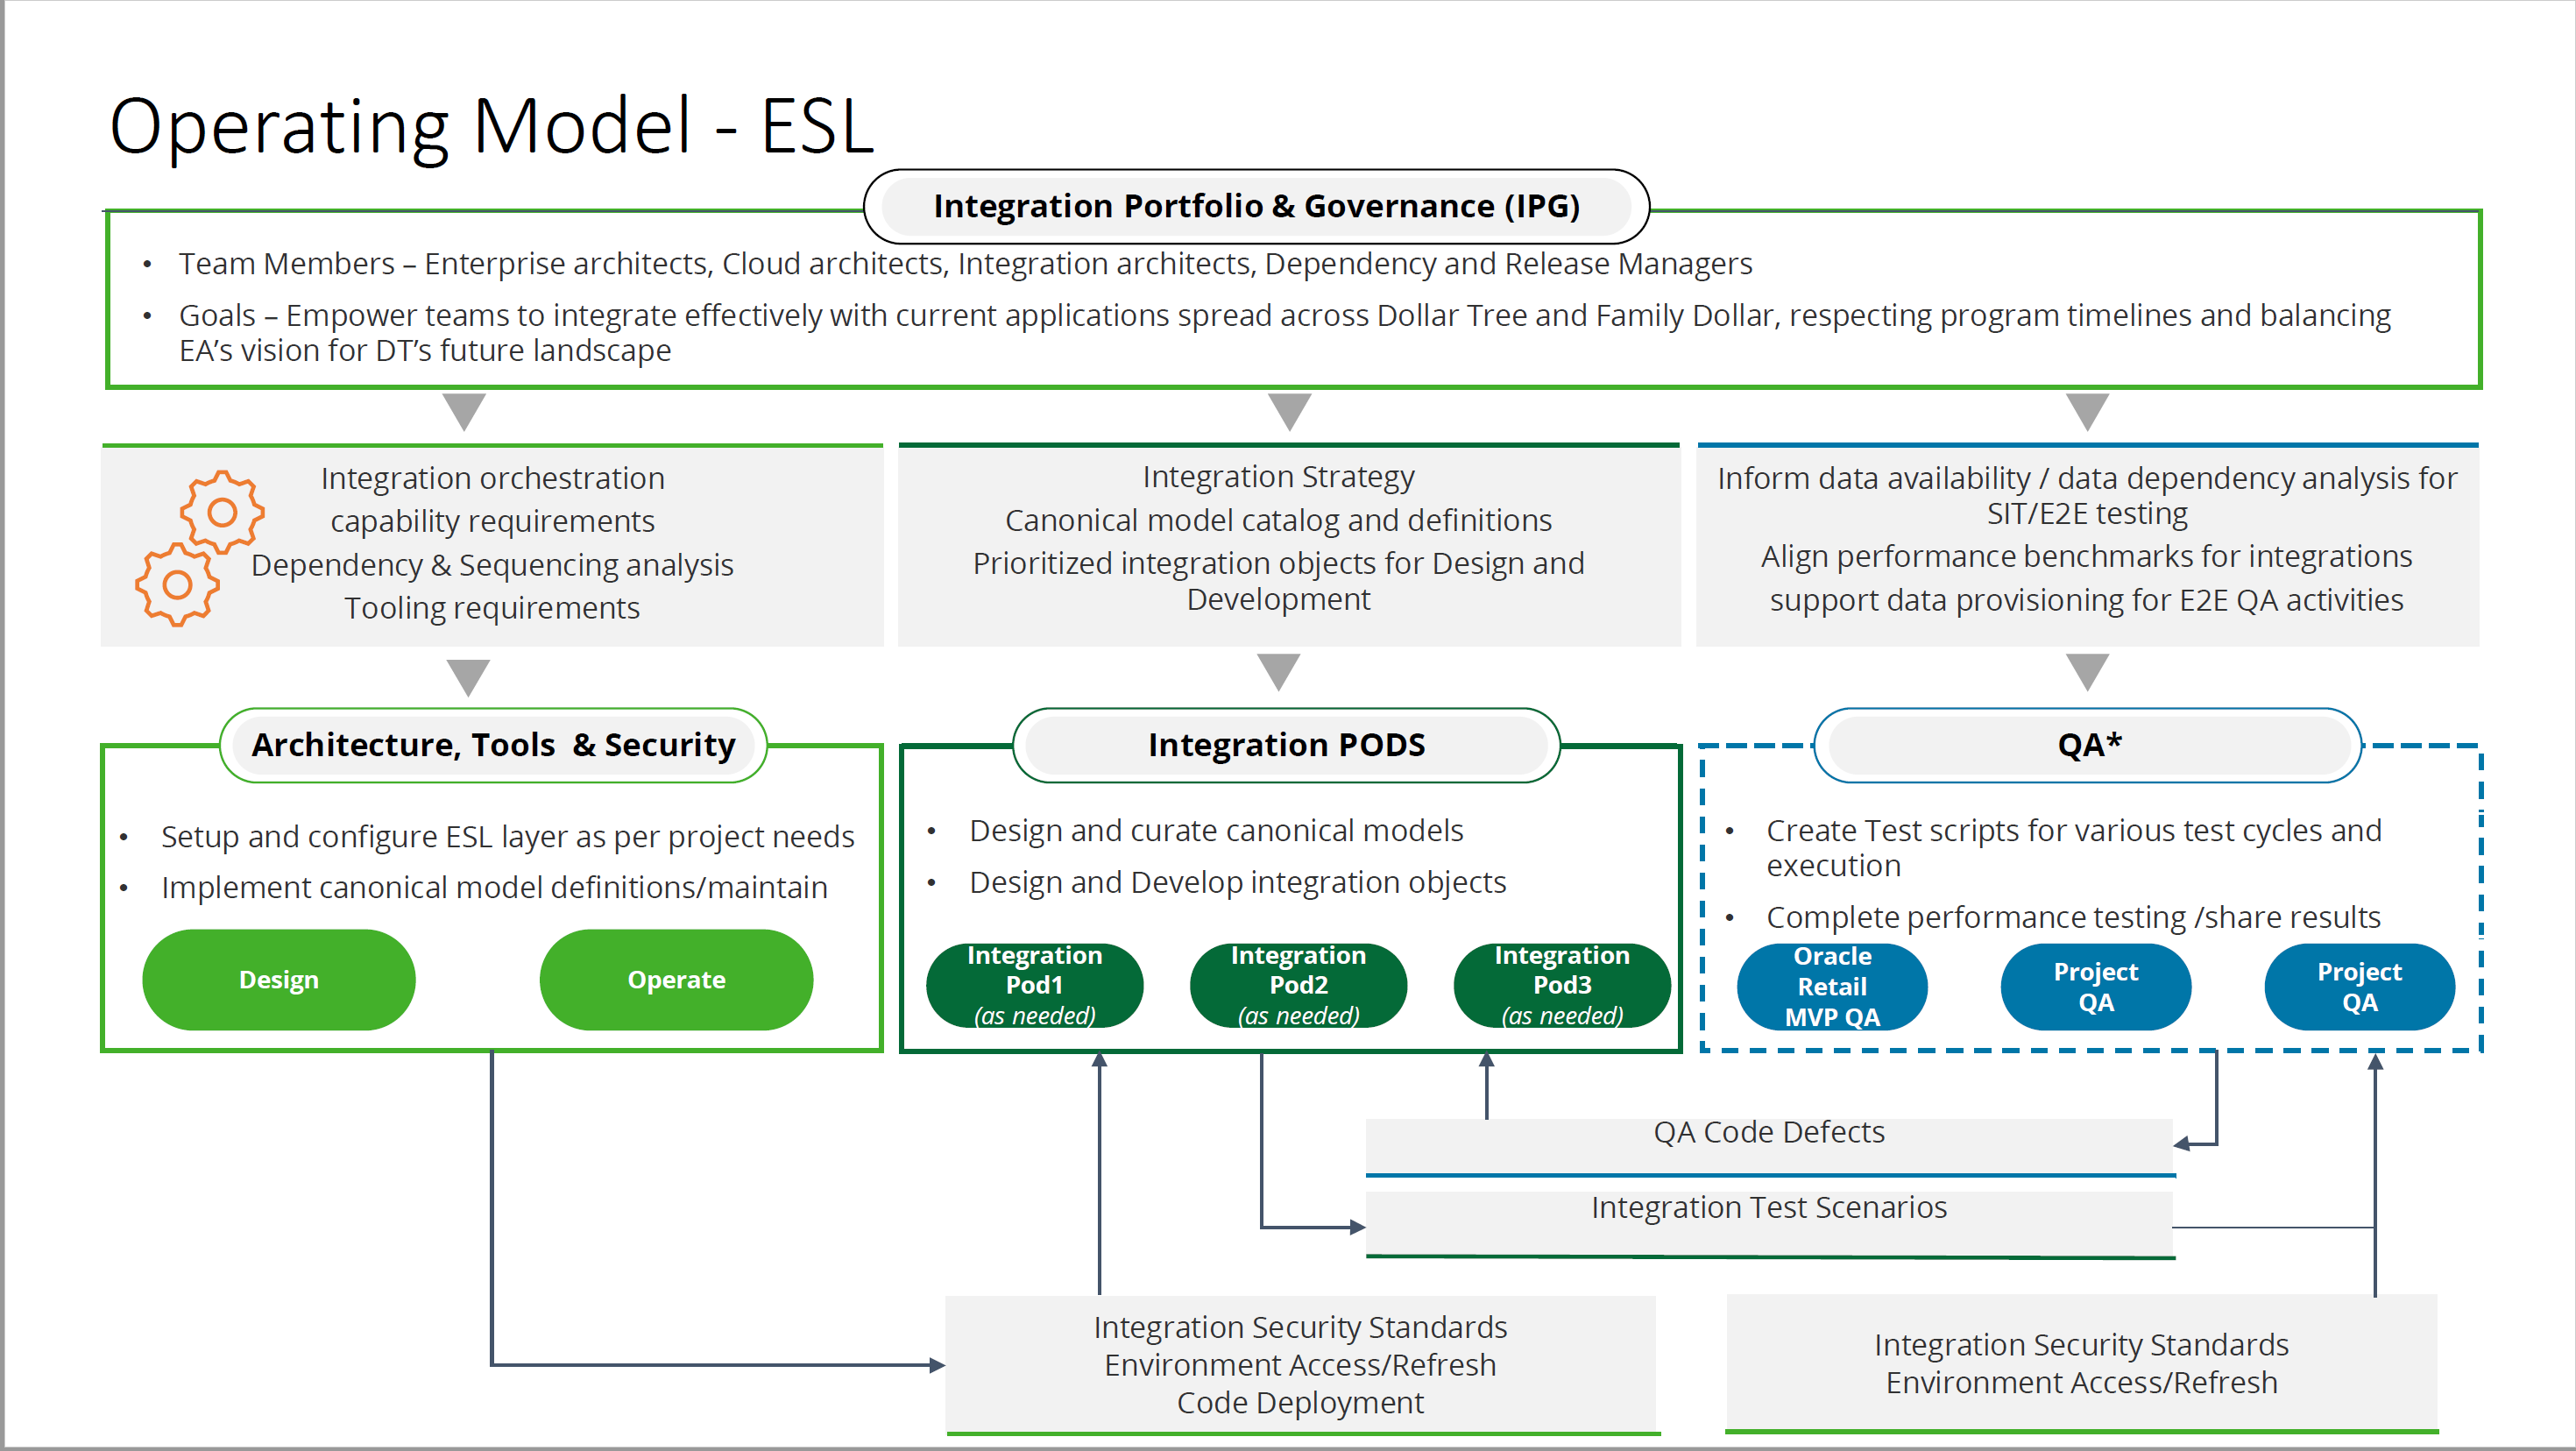 Operating Model - ESL
Integration Portfolio & Governance (IPG)
• Team Members – Enterprise architects, Cloud architects, Integration architects, Dependency and Release Managers
• Goals – Empower teams to integrate effectively with current applications spread across Dollar Tree and Family Dollar, respecting program timelines and balancing
EA’s vision for DT’s future landscape
Integration orchestration
capability requirements
Dependency & Sequencing analysis
Tooling requirements
Integration Strategy
Canonical model catalog and definitions
Prioritized integration objects for Design and
Development
Inform data availability / data dependency analysis for
SIT/E2E testing
Align performance benchmarks for integrations
support data provisioning for E2E QA activities
Architecture, Tools & Security
• Setup and configure ESL layer as per project needs
• Implement canonical model definitions/maintain
Design
Operate
Integration PODS
• Design and curate canonical models
• Design and Develop integration objects
Integration
Pod1
(as needed)
Integration
Pod2
(as needed)
Integration
Pod3
(as needed)
QA*
• Create Test scripts for various test cycles and
execution
• Complete performance testing /share results
Oracle
Retail
MVP QA
Project
QA
Project
QA
QA Code Defects
Integration Test Scenarios
Integration Security Standards
Environment Access/Refresh
Code Deployment
Integration Security Standards
Environment Access/Refresh